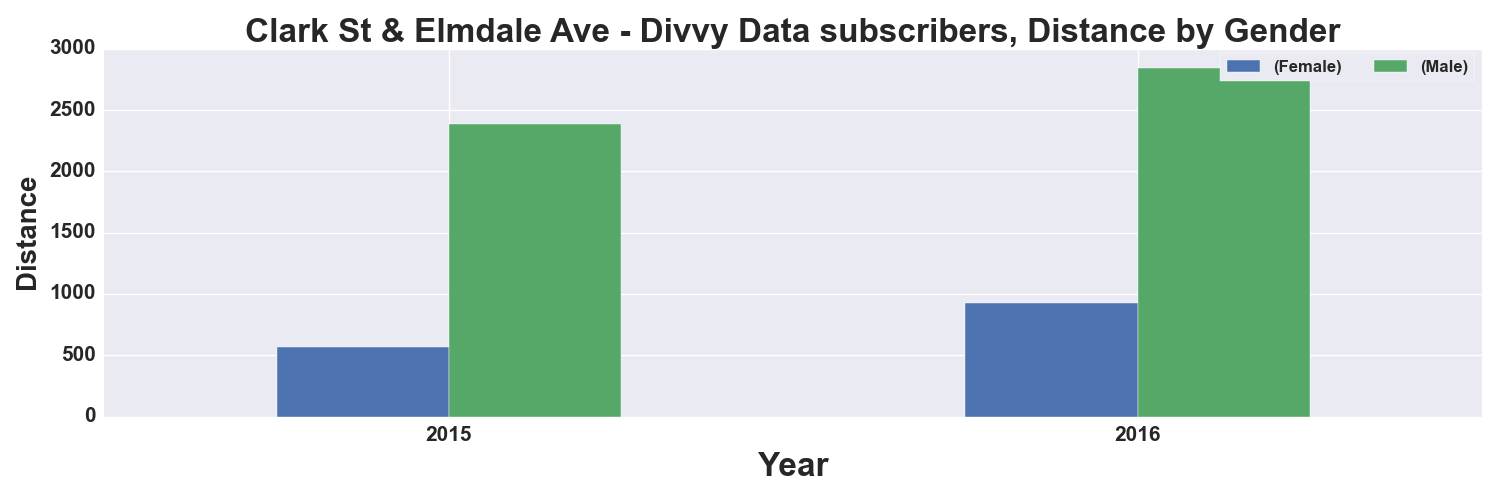 Clark St & Elmdale Ave - Divvy Data subscribers, Distance by Gender
(Female) (Male)
Distance
3000
2500
2000
1500
1000
500
0
2015 2016
Year